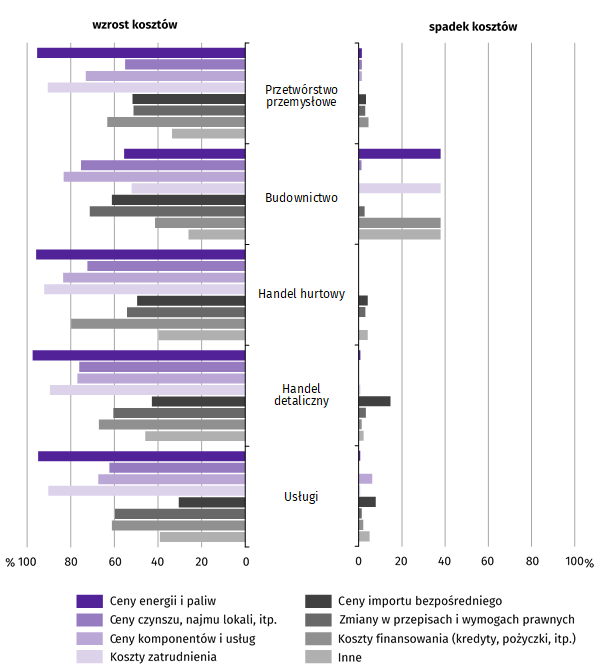 wzrost kosztów
spadek kosztów
Przetwórstwo
przemysłowe
Budownictwo
Handel hurtowy
Handel
detaliczny
Usługi
% 100 80 60 40 20 0
0 20 40 60 80 100 %
Ceny energii i paliw
Ceny czynszu, najmu lokali, itp.
Ceny komponentów i usług
Koszty zatrudnienia
Ceny importu bezpośredniego
Zmiany w przepisach i wymogach prawnych
Koszty finansowania (kredyty, pożyczki, itp.)
Inne